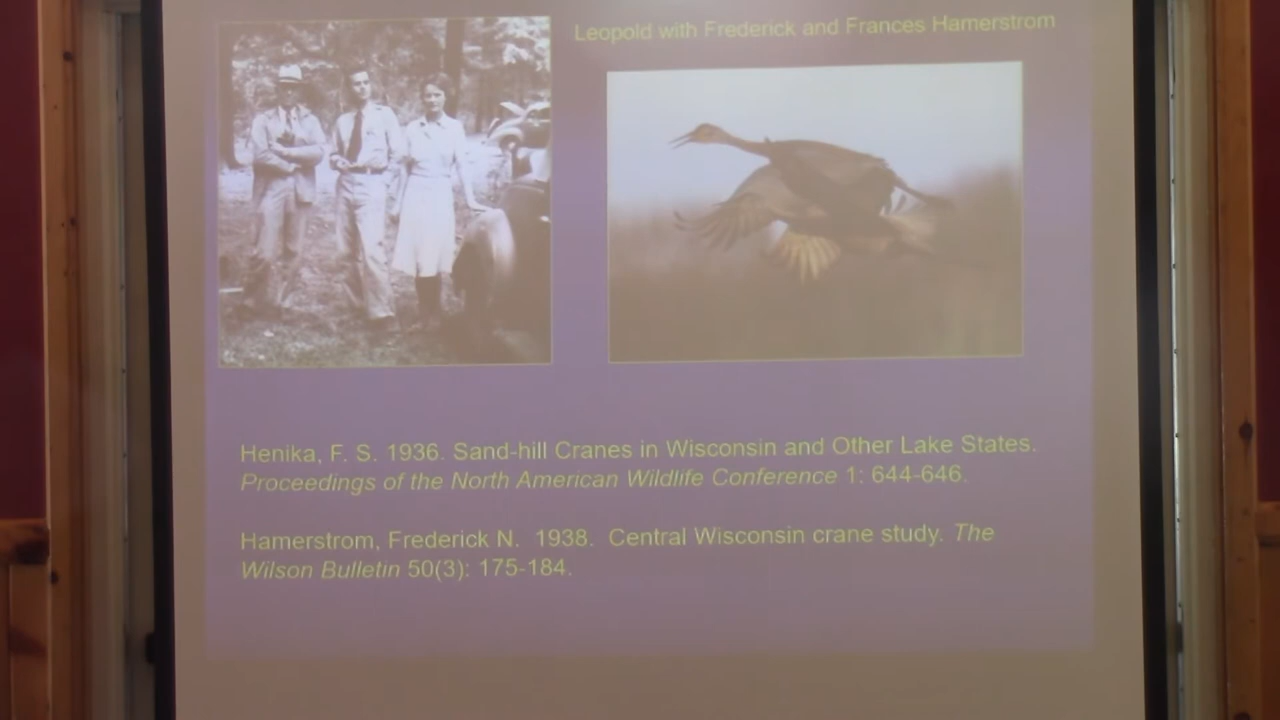 Leopold with Frederick and Frances Hamerstrom
Henika, F. S. 1936. Sand-hill Cranes in Wisconsin and Other Lake States.
Proceedings of the North American Wildlife Conference 1: 644-646.
Hamerstrom, Frederick N. 1938. Central Wisconsin crane study. The
Wilson Bulletin 50(3): 175-184.